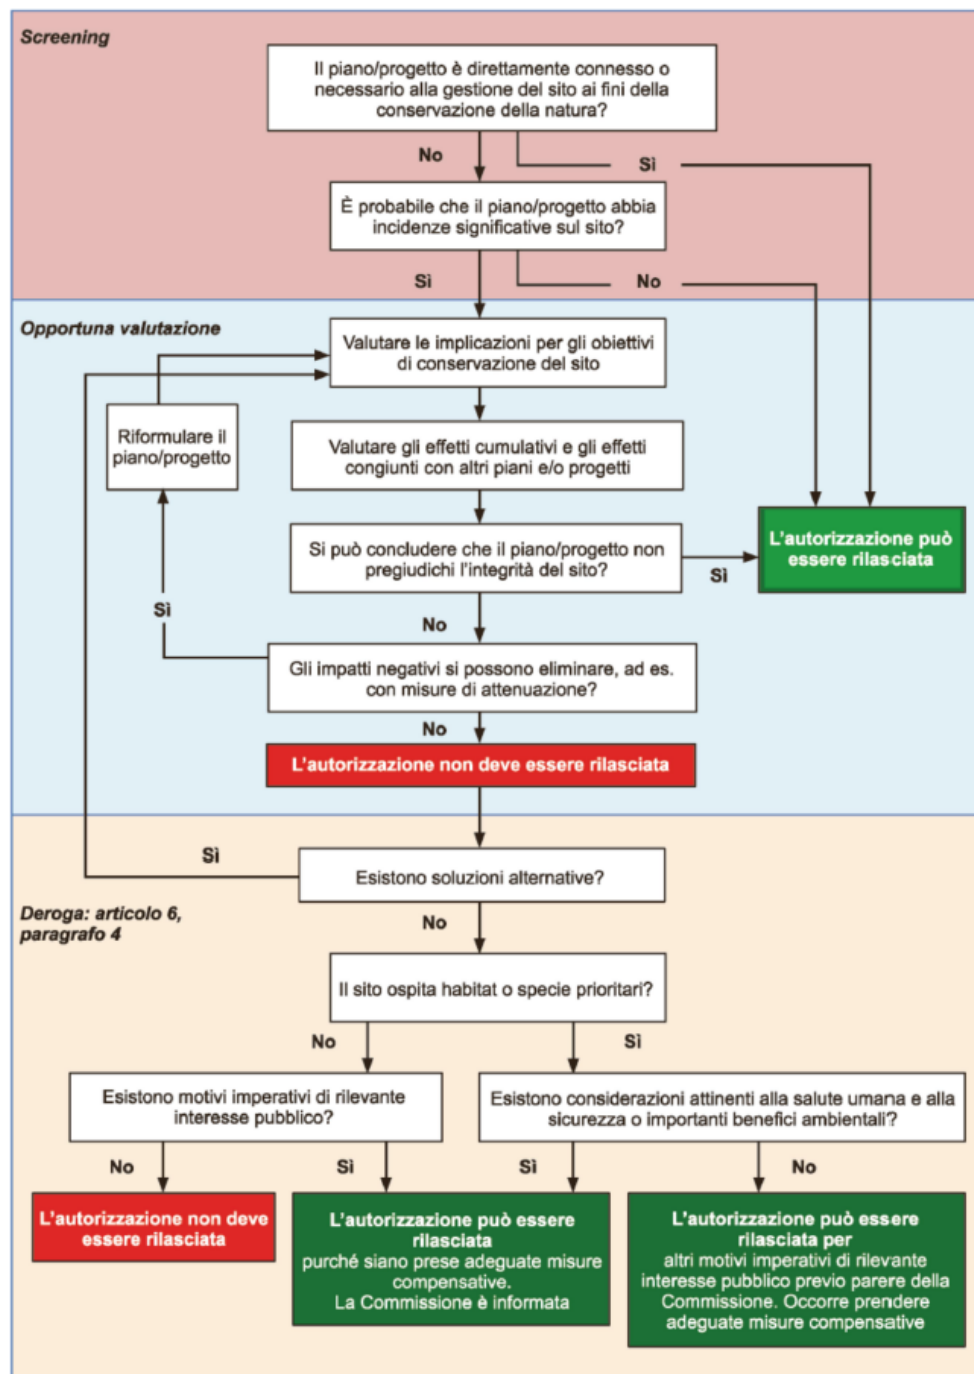 Screening
Il piano/progetto è direttamente connesso o
necessario alla gestione del sito ai fini della
conservazione della natura?
No
Sì
È probabile che il piano/progetto abbia
incidenze significative sul sito?
Sì
No
Opportuna valutazione
Valutare le implicazioni per gli obiettivi
di conservazione del sito
Riformulare il
piano/progetto
Valutare gli effetti cumulativi e gli effetti
congiunti con altri piani e/o progetti
Si può concludere che il piano/progetto non
pregiudichi l'integrità del sito?
Sì
L'autorizzazione può
essere rilasciata
Sì
No
Gli impatti negativi si possono eliminare, ad es.
con misure di attenuazione?
No
L'autorizzazione non deve essere rilasciata
Sì
Esistono soluzioni alternative?
Deroga: articolo 6,
paragrafo 4
No
Il sito ospita habitat o specie prioritari?
No
Sì
Esistono motivi imperativi di rilevante
interesse pubblico?
Esistono considerazioni attinenti alla salute umana e alla
sicurezza o importanti benefici ambientali?
No
Sì
Sì
No
L'autorizzazione non deve
essere rilasciata
L'autorizzazione può essere
rilasciata
purché siano prese adeguate misure
compensative.
La Commissione è informata
L'autorizzazione può essere
rilasciata per
altri motivi imperativi di rilevante
interesse pubblico previo parere della
Commissione. Occorre prendere
adeguate misure compensative